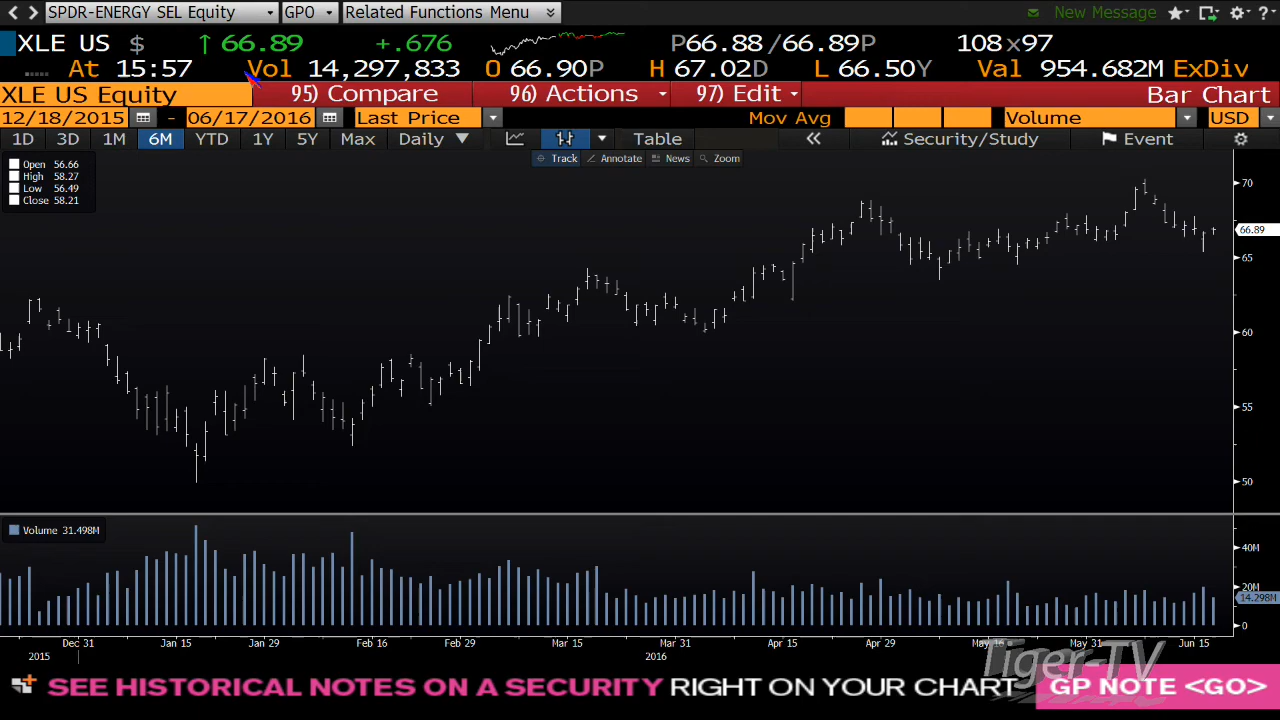 SPDR-ENERGY SEL Equity GPO Related Functions Menu New Message ?
XLE US $ ↑ 66.89 +.676 P66.88 /66.89P 108x97
At 15:57 Vol 14,297,833 O 66.90P H 67.02D L 66.50Y Val 954.682M ExDiv
XLE US Equity 95) Compare 96) Actions 97) Edit Bar Chart
12/18/2015 - 06/17/2016 Last Price Mov Avg Volume USD
1D 3D 1M 6M YTD 1Y 5Y Max Daily Table « Security/Study Event
Track Annotate News Zoom
Open 56.66
High 58.27
Low 56.49
Close 58.21
70
66.89
65
60
55
50
Volume 31.498M
40M
20M
14.298M
0
Dec 31 Jan 15 Jan 29 Feb 16 Feb 29 Mar 15 Mar 31 Apr 15 Apr 29 May 16 May 31 Jun 15
2015 2016
Tiger-TV
SEE HISTORICAL NOTES ON A SECURITY RIGHT ON YOUR CHART GP NOTE <GO>